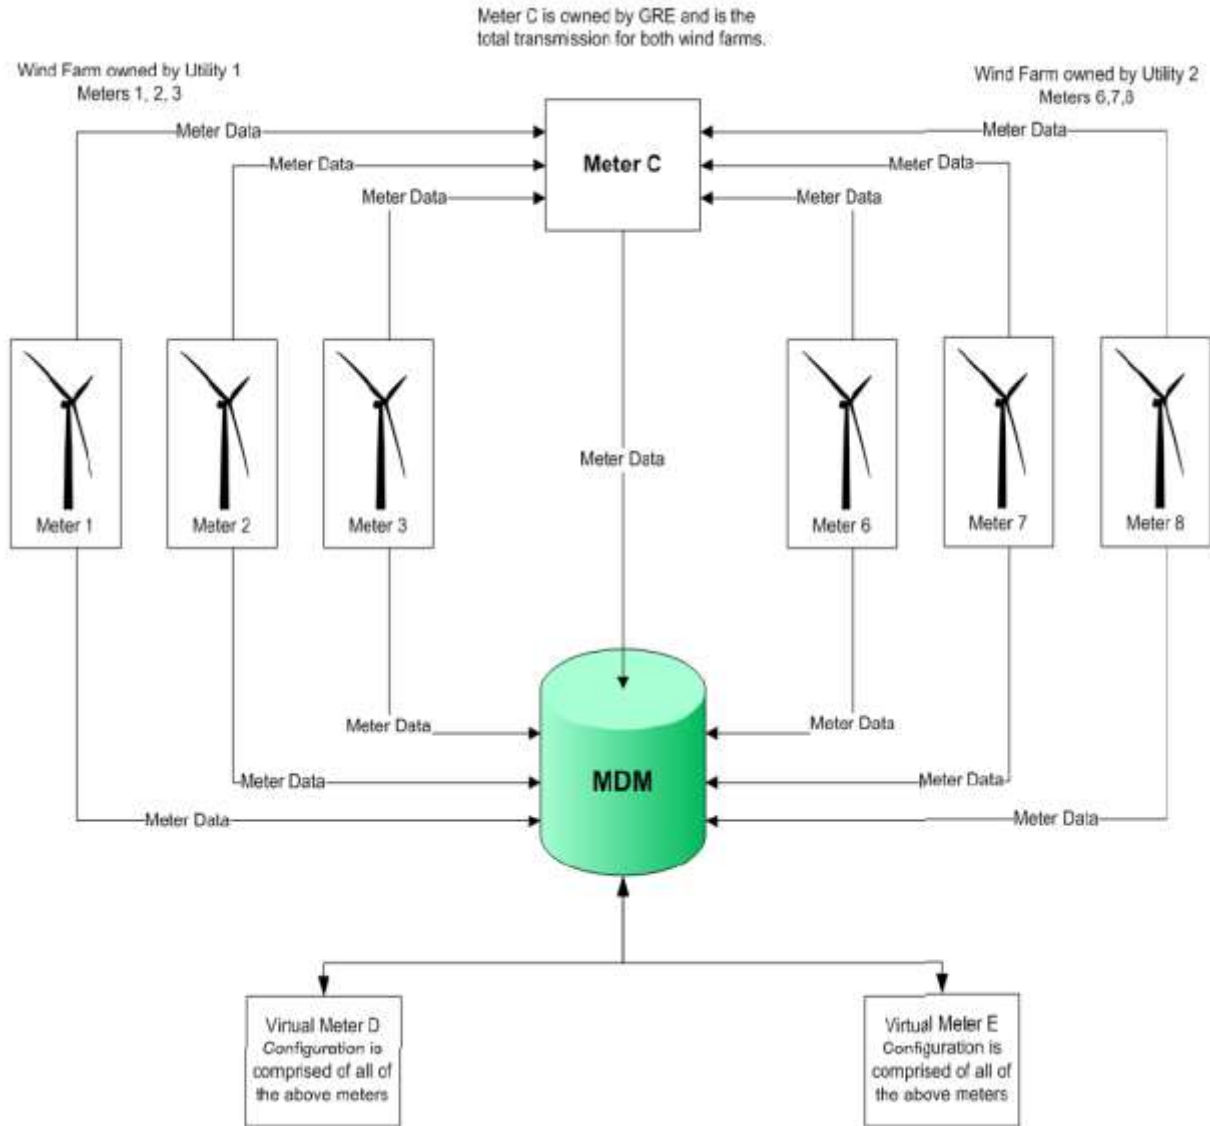 Meter C is owned by GRE and is the
total transmission for both wind farms.
Wind Farm owned by Utility 1
Meters 1, 2, 3
Wind Farm owned by Utility 2
Meters 6,7,8
Meter Data
Meter Data
Meter Data
Meter C
Meter Data
Meter Data
Meter Data
Meter Data
Meter 1
Meter 2
Meter 3
Meter 6
Meter 7
Meter 8
Meter Data
Meter Data
Meter Data
MDM
Meter Data
Meter Data
Meter Data
Virtual Meter D
Configuration is
comprised of all of
the above meters
Virtual Meter E
Configuration is
comprised of all of
the above meters